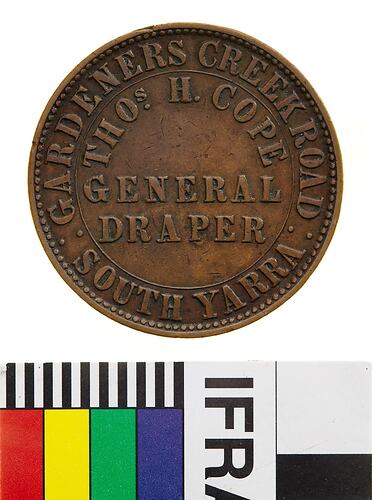 GARDENERS CREEK ROAD
THOS H. COPE
GENERAL
DRAPER
· SOUTH YARRA ·
IFRA